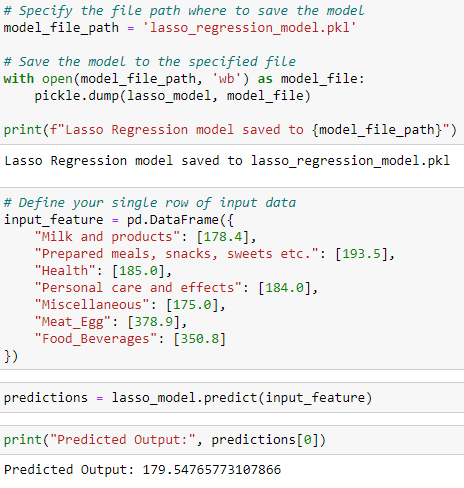 # Specify the file path where to save the model
model_file_path = 'lasso_regression_model.pkl'
# Save the model to the specified file
with open(model_file_path, 'wb') as model_file:
    pickle.dump(lasso_model, model_file)
print(f"Lasso Regression model saved to {model_file_path}")
Lasso Regression model saved to lasso_regression_model.pkl
# Define your single row of input data
input_feature = pd.DataFrame({
    "Milk and products": [178.4],
    "Prepared meals, snacks, sweets etc.": [193.5],
    "Health": [185.0],
    "Personal care and effects": [184.0],
    "Miscellaneous": [175.0],
    "Meat_Egg": [378.9],
    "Food_Beverages": [350.8]
})
predictions = lasso_model.predict(input_feature)
print("Predicted Output:", predictions[0])
Predicted Output: 179.54765773107866